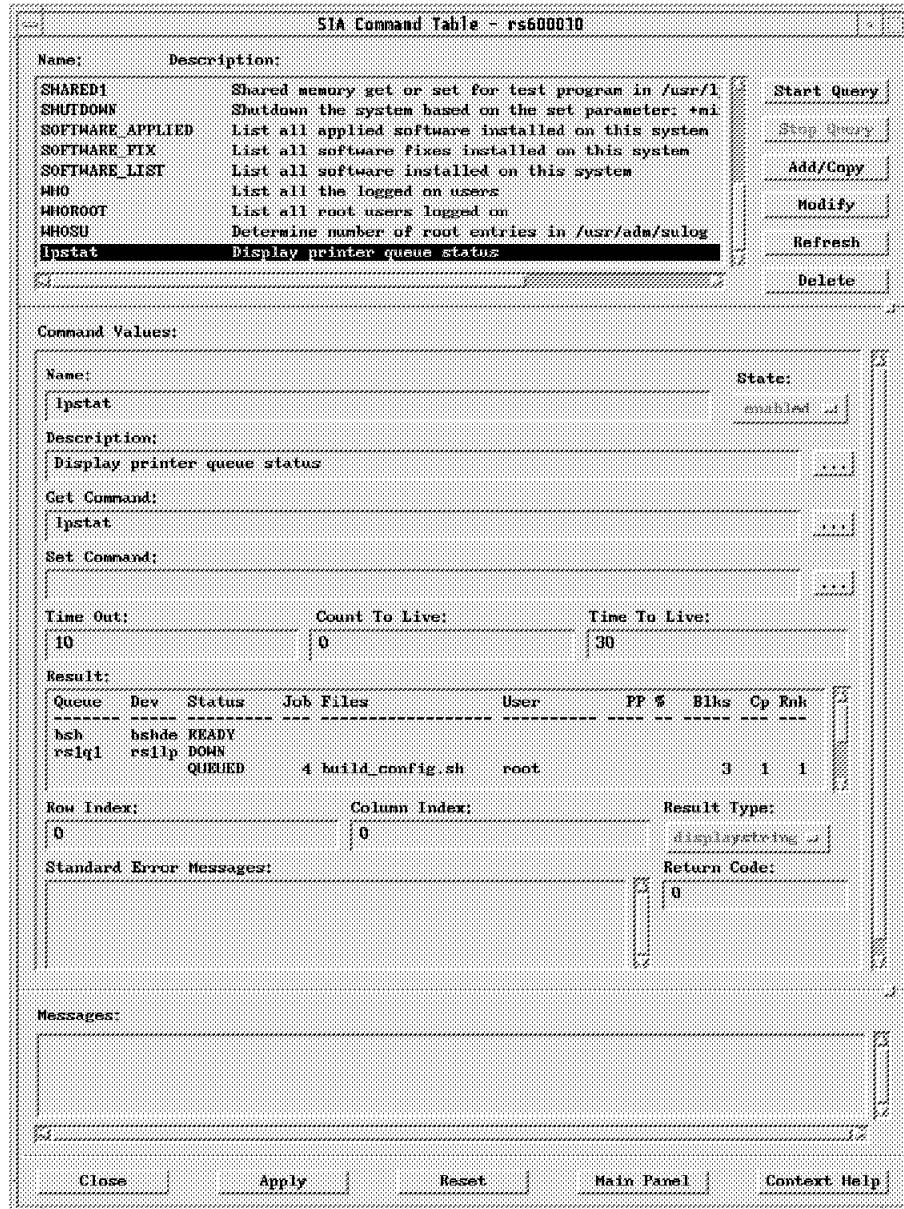 SIA Command Table - rs600010
Name: Description:
SHARED1 Shared memory get or set for test program in /usr/l
SHUTDOWN Shutdown the system based on the set parameter: +mi
SOFTWARE_APPLIED List all applied software installed on this system
SOFTWARE_FIX List all software fixes installed on this system
SOFTWARE_LIST List all software installed on this system
WHO List all the logged on users
WHOROOT List all root users logged on
WHOSU Determine number of root entries in /usr/adm/sulog
lpstat Display printer queue status
Start Query
Stop Query
Add/Copy
Modify
Refresh
Delete
Command Values:
Name: State:
lpstat enabled
Description:
Display printer queue status ...
Get Command:
lpstat ...
Set Command:
...
Time Out: Count To Live: Time To Live:
10 0 30
Result:
Queue Dev Status Job Files User PP % Blks Cp Rnk
------- ----- --------- --- ------------------ ---------- ---- -- ----- --- ---
bsh bshde READY
rs1q1 rs1lp DOWN
QUEUED 4 build_config.sh root 3 1 1
Row Index: Column Index: Result Type:
0 0 displaystring
Standard Error Messages: Return Code:
0
Messages:
Close Apply Reset Main Panel Context Help